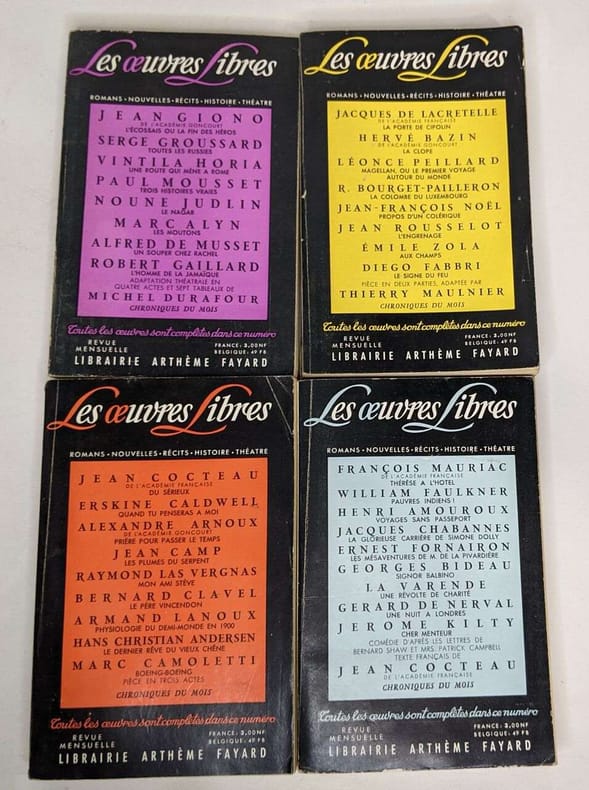 Les œuvres Libres
ROMANS • NOUVELLES • RÉCITS • HISTOIRE • THÉATRE
JEAN GIONO
DE L'ACADÉMIE GONCOURT
L'ÉCOSSAIS OU LA FIN DES HÉROS
SERGE GROUSSARD
TOUTES LES RUSSIES
VINTILA HORIA
UNE ROUTE QUI MÈNE A ROME
PAUL MOUSSET
TROIS HISTOIRES VRAIES
NOUNE JUDLIN
LE NAGAR
MARC ALYN
LES MOUTONS
ALFRED DE MUSSET
UN SOUPER CHEZ RACHEL
ROBERT GAILLARD
L'HOMME DE LA JAMAÏQUE
ADAPTATION THÉATRALE EN
QUATRE ACTES ET SEPT TABLEAUX DE
MICHEL DURAFOUR
CHRONIQUES DU MOIS
Toutes les œuvres sont complètes dans ce numéro
REVUE
MENSUELLE
FRANCE: 3,00NF
BELGIQUE: 49 FB
LIBRAIRIE ARTHÈME FAYARD
Les œuvres Libres
ROMANS • NOUVELLES • RÉCITS • HISTOIRE • THÉATRE
JACQUES DE LACRETELLE
DE L'ACADÉMIE FRANÇAISE
LA PORTE DE CIPOLIN
HERVÉ BAZIN
DE L'ACADÉMIE GONCOURT
LA CLOPE
LÉONCE PEILLARD
MAGELLAN, OU LE PREMIER VOYAGE
AUTOUR DU MONDE
R. BOURGET-PAILLERON
LA COLOMBE DU LUXEMBOURG
JEAN-FRANÇOIS NOËL
PROPOS D'UN COLÉRIQUE
JEAN ROUSSELOT
L'ENGRENAGE
ÉMILE ZOLA
AUX CHAMPS
DIEGO FABBRI
LE SIGNE DU FEU
PIÈCE EN DEUX PARTIES, ADAPTÉE PAR
THIERRY MAULNIER
CHRONIQUES DU MOIS
Toutes les œuvres sont complètes dans ce numéro
REVUE
MENSUELLE
FRANCE: 3,00NF
BELGIQUE: 49 FB
LIBRAIRIE ARTHÈME FAYARD
Les œuvres Libres
ROMANS • NOUVELLES • RÉCITS • HISTOIRE • THÉATRE
JEAN COCTEAU
DE L'ACADÉMIE FRANÇAISE
DU SÉRIEUX
ERSKINE CALDWELL
QUAND TU PENSERAS A MOI
ALEXANDRE ARNOUX
DE L'ACADÉMIE GONCOURT
PRIÈRE POUR PASSER LE TEMPS
JEAN CAMP
LES PLUMES DU SERPENT
RAYMOND LAS VERGNAS
MON AMI STÈVE
BERNARD CLAVEL
LE PÈRE VINCENDON
ARMAND LANOUX
PHYSIOLOGIE DU DEMI-MONDE EN 1900
HANS CHRISTIAN ANDERSEN
LE DERNIER RÊVE DU VIEUX CHÊNE
MARC CAMOLETTI
BOEING-BOEING
PIÈCE EN TROIS ACTES
CHRONIQUES DU MOIS
Toutes les œuvres sont complètes dans ce numéro
REVUE
MENSUELLE
FRANCE: 3,00NF
BELGIQUE: 49 FB
LIBRAIRIE ARTHÈME FAYARD
Les œuvres Libres
ROMANS • NOUVELLES • RÉCITS • HISTOIRE • THÉATRE
FRANÇOIS MAURIAC
DE L'ACADÉMIE FRANÇAISE
THÉRÈSE A L'HOTEL
WILLIAM FAULKNER
PAUVRES INDIENS !
HENRI AMOUROUX
VOYAGES SANS PASSEPORT
JACQUES CHABANNES
LA GLORIEUSE CARRIÈRE DE SIMONE DOLLY
ERNEST FORNAIRON
LES MÉSAVENTURES DE M. DE LA PIVARDIÈRE
GEORGES BIDEAU
SIGNOR BALBINO
LA VARENDE
UNE RÉVOLTE DE CHARITÉ
GERARD DE NERVAL
UNE NUIT A LONDRES
JEROME KILTY
CHER MENTEUR
COMÉDIE D'APRÈS LES LETTRES DE
BERNARD SHAW ET MRS. PATRICK CAMPBELL
TEXTE FRANÇAIS DE
JEAN COCTEAU
DE L'ACADÉMIE FRANÇAISE
CHRONIQUES DU MOIS
Toutes les œuvres sont complètes dans ce numéro
REVUE
MENSUELLE
FRANCE: 3,00NF
BELGIQUE: 49 FB
LIBRAIRIE ARTHÈME FAYARD